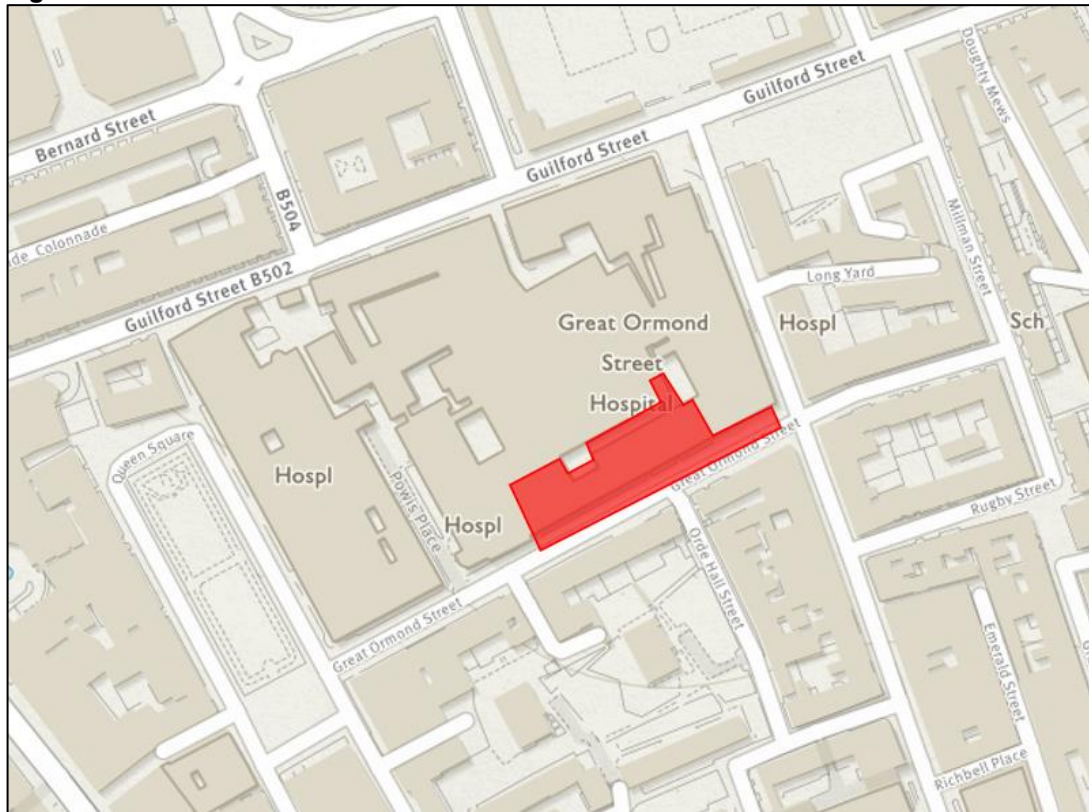 Bernard Street
Guilford Street
Guilford Street
Doughty Mews
B504
de Colonnade
Guilford Street B502
Millman Street
Long Yard
Great Ormond
Street
Hospital
Hospl
Sch
Queen Square
Hospl
Powis Place
Hospl
Great Ormond Street
Rugby Street
Orde Hall Street
Great Ormond Street
Emerald Street
Richbell Place